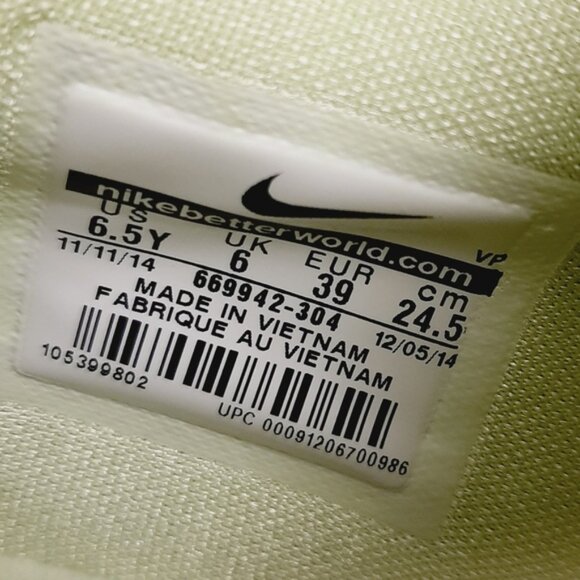 nikebetterworld.com
VP
US UK EUR cm
6.5Y 6 39 24.5
11/11/14 669942-304 12/05/14
MADE IN VIETNAM
FABRIQUE AU VIETNAM
105399802
UPC 00091206700986